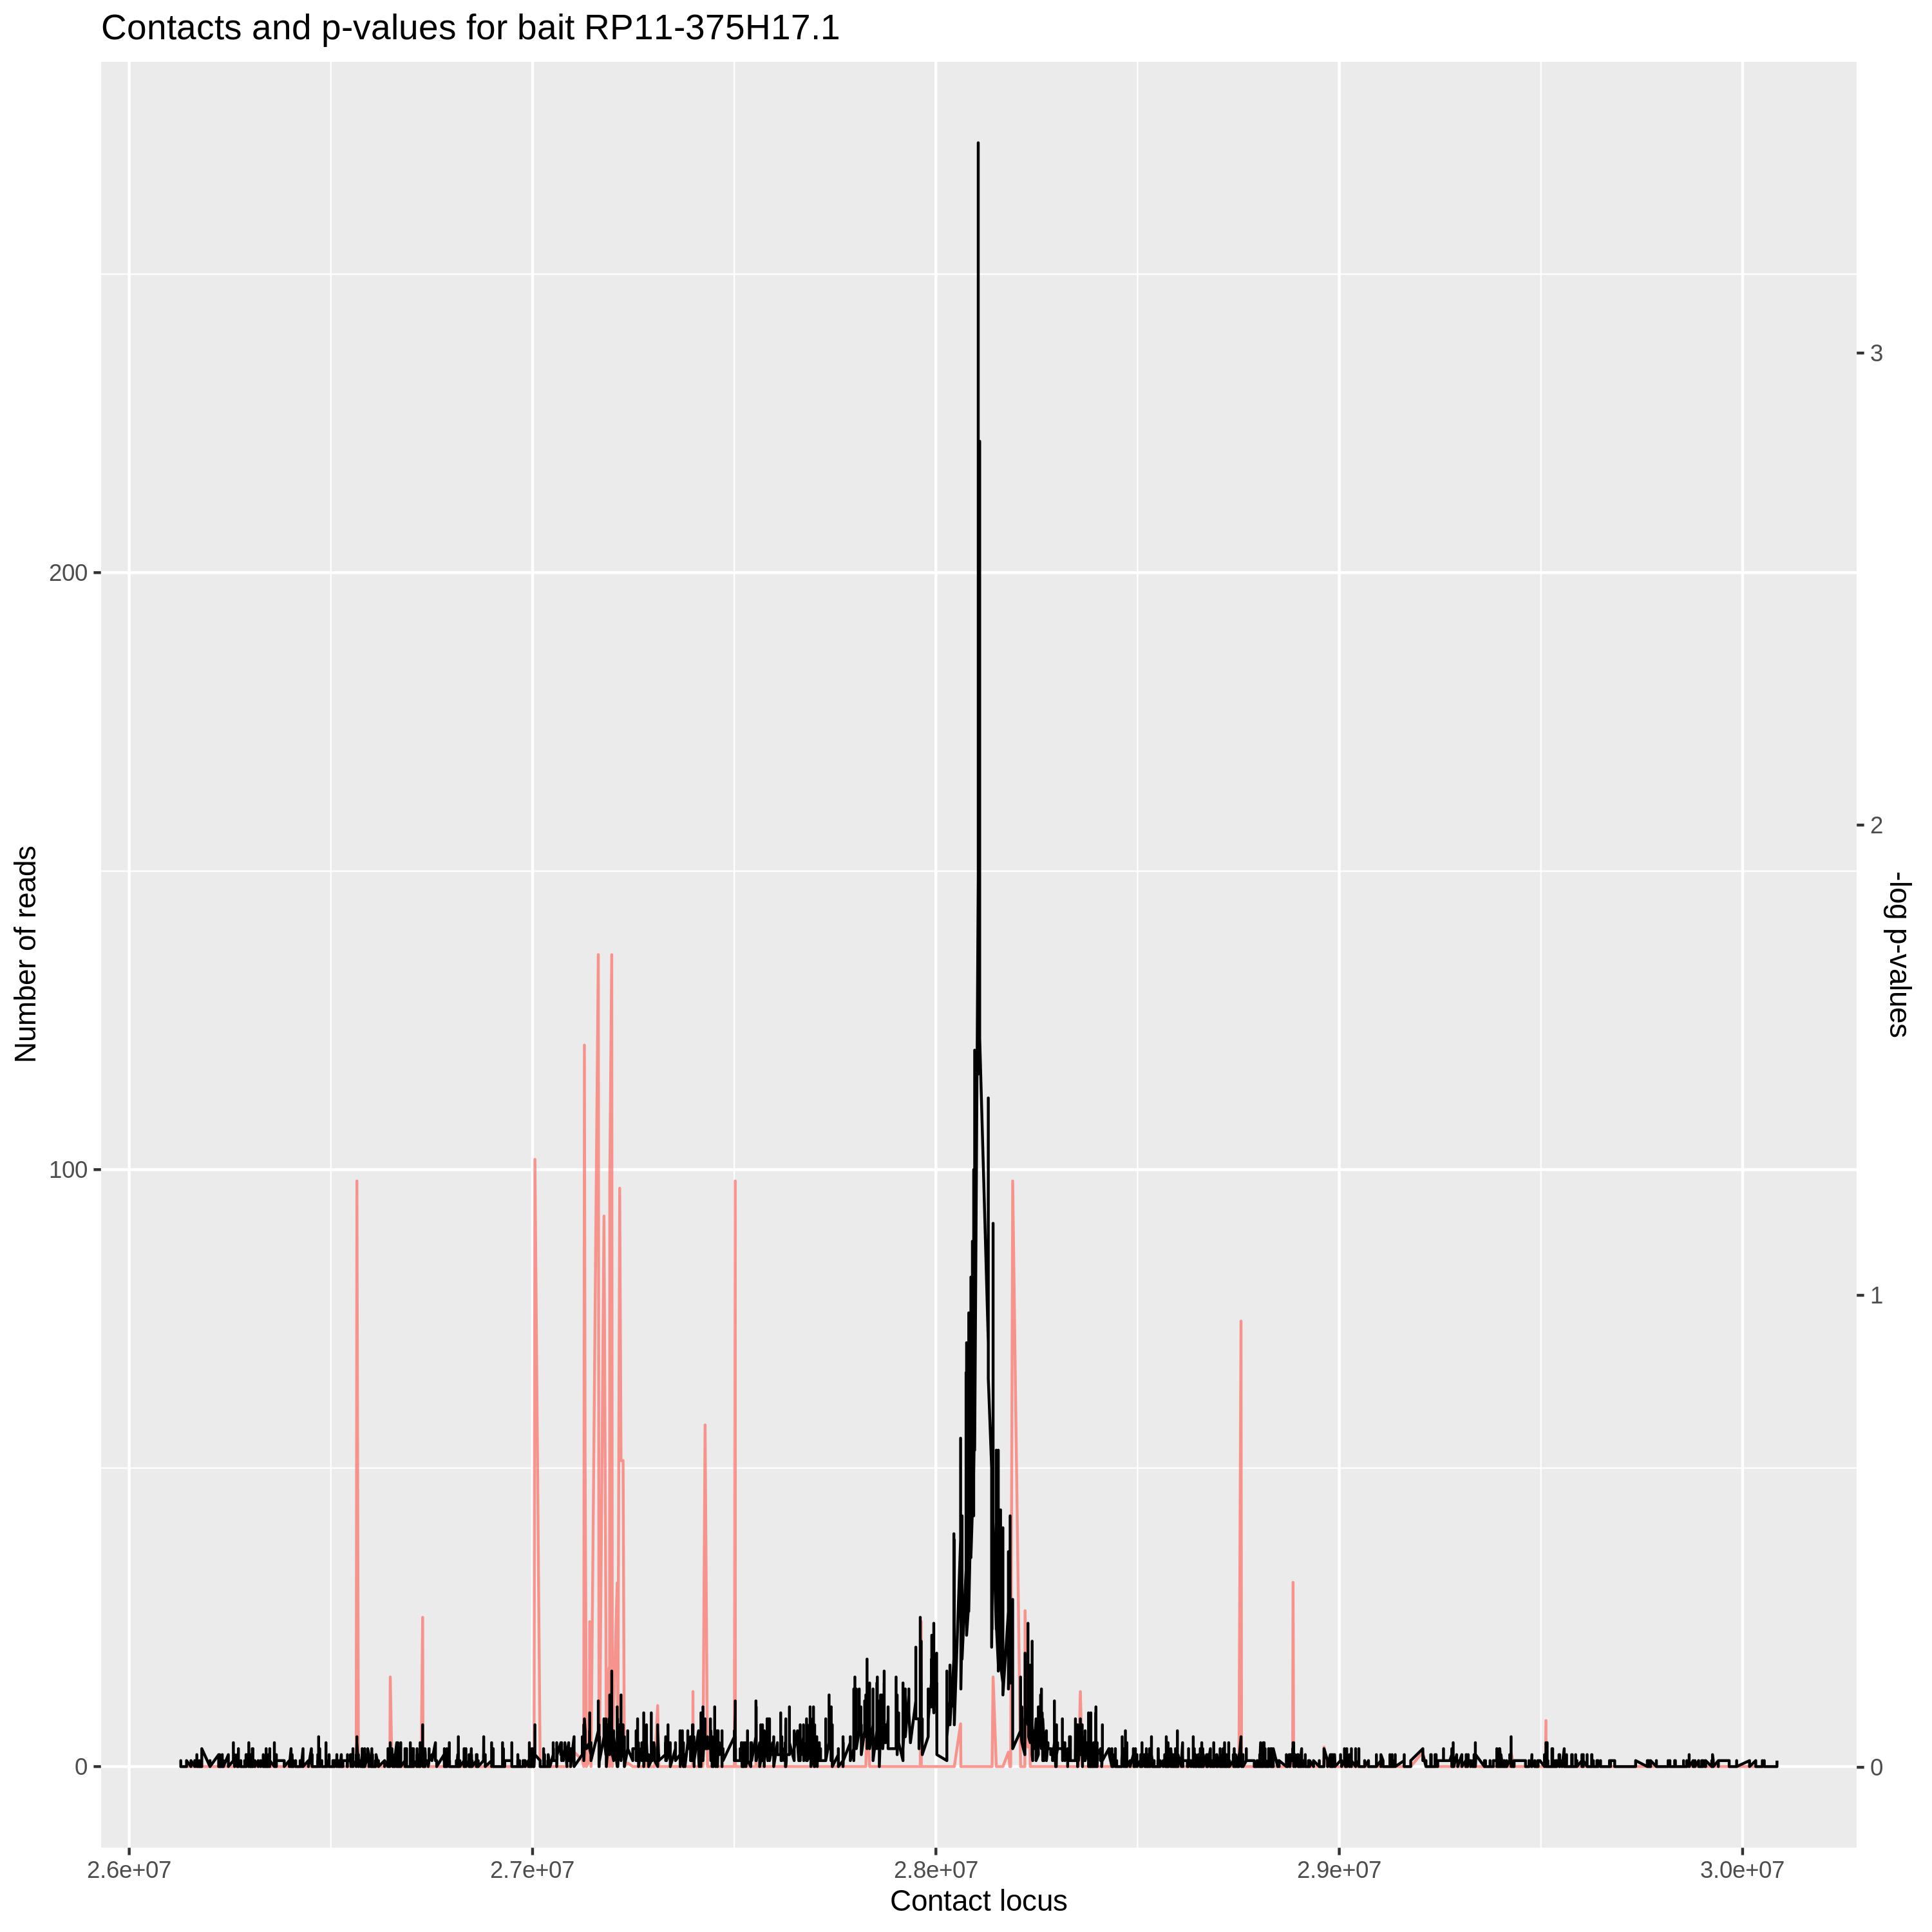 Contacts and p-values for bait RP11-375H17.1
Number of reads
200
100
0
3
2
1
0
-log p-values
2.6e+07 2.7e+07 2.8e+07 2.9e+07 3.0e+07
Contact locus